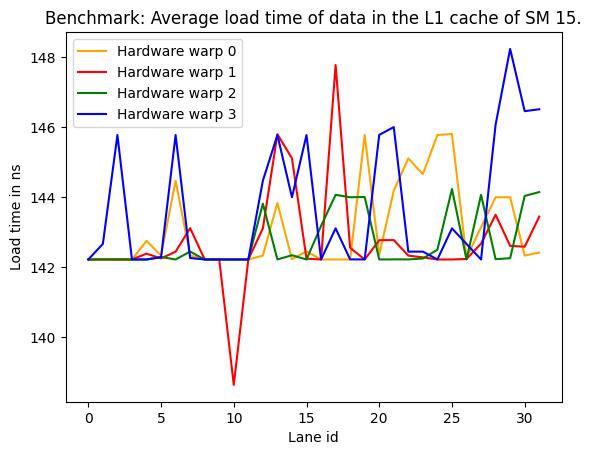 Benchmark: Average load time of data in the L1 cache of SM 15.
Hardware warp 0
Hardware warp 1
Hardware warp 2
Hardware warp 3
Load time in ns
148
146
144
142
140
0 5 10 15 20 25 30
Lane id